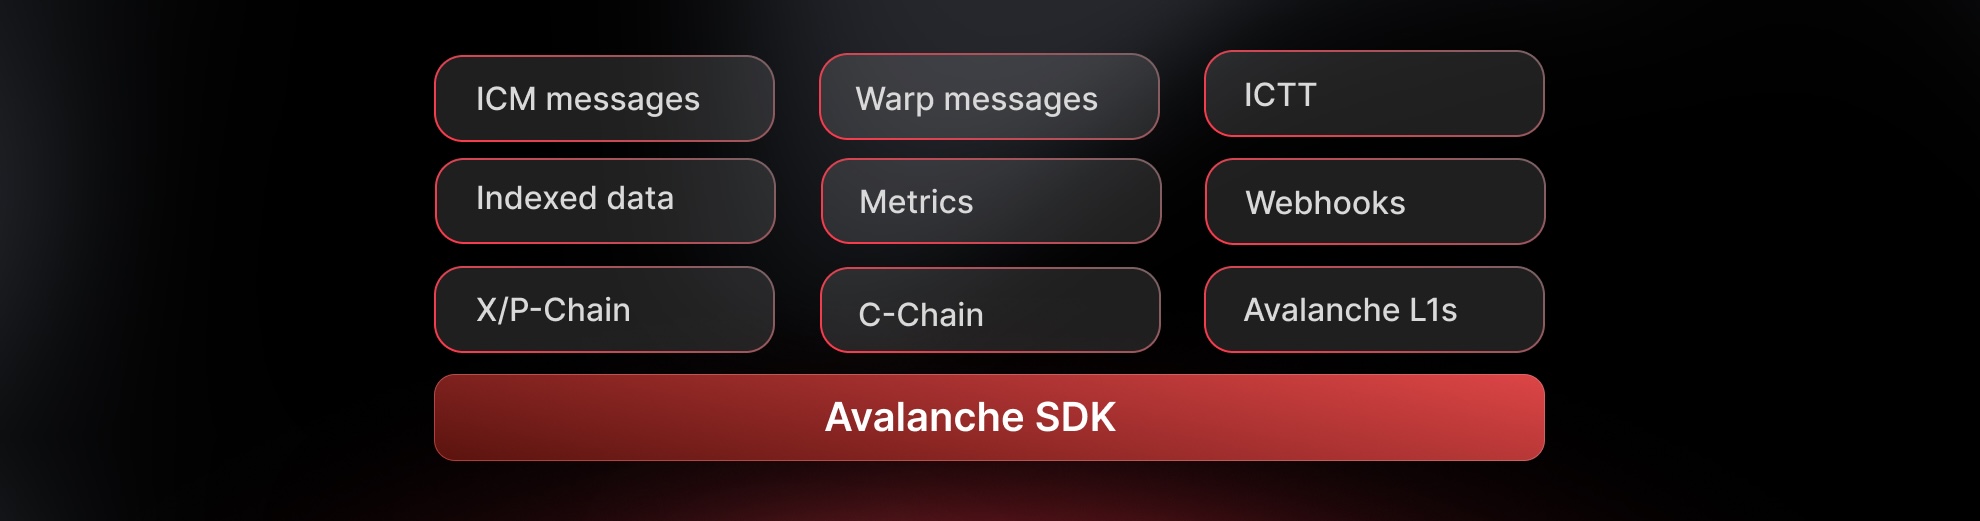 ICM messages
Warp messages
ICTT
Indexed data
Metrics
Webhooks
X/P-Chain
C-Chain
Avalanche L1s
Avalanche SDK